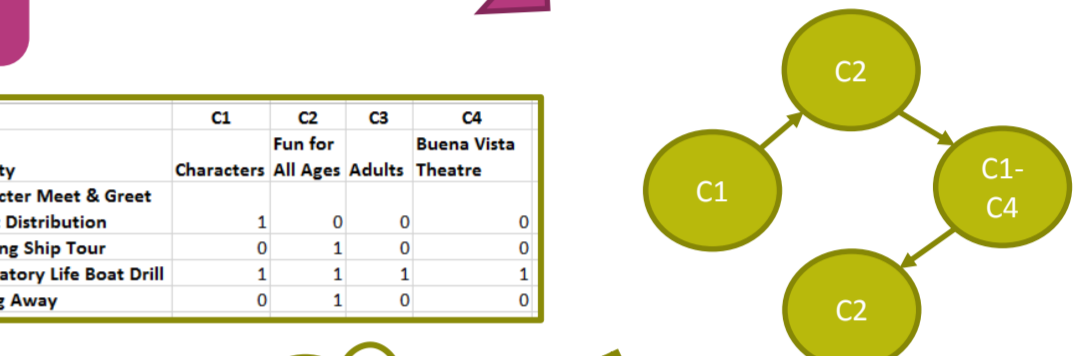 C1 C2 C3 C4
Fun for Buena Vista
ty Characters All Ages Adults Theatre
cter Meet & Greet
Distribution 1 0 0 0
ng Ship Tour 0 1 0 0
atory Life Boat Drill 1 1 1 1
g Away 0 1 0 0
C2
C1
C1-
C4
C2